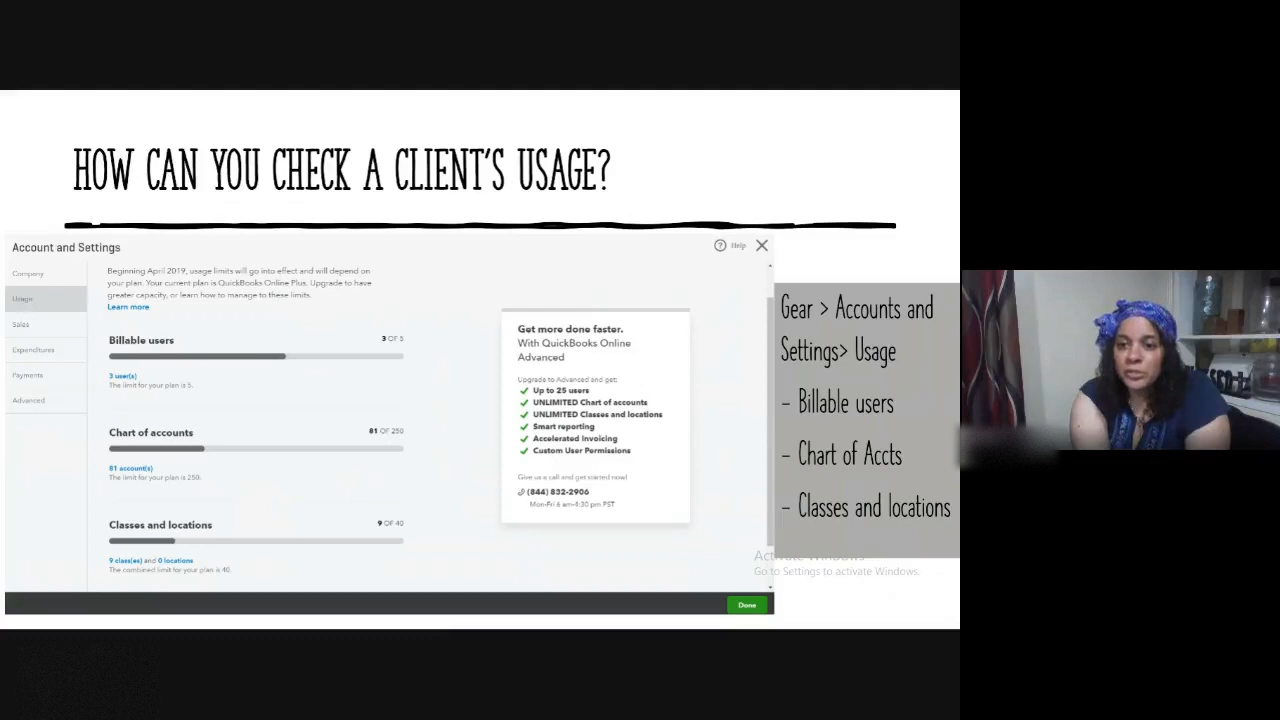 HOW CAN YOU CHECK A CLIENT'S USAGE?
Account and Settings
Help
Company
Usage
Sales
Expenditures
Payments
Advanced
Beginning April 2019, usage limits will go into effect and will depend on
your plan. Your current plan is QuickBooks Online Plus. Upgrade to have
greater capacity, or learn how to manage to these limits.
Learn more
Billable users
3 OF 5
3 user(s)
The limit for your plan is 5.
Chart of accounts
81 OF 250
81 account(s)
The limit for your plan is 250.
Classes and locations
9 OF 40
9 class(es) and 0 locations
The combined limit for your plan is 40.
Get more done faster.
With QuickBooks Online
Advanced
Upgrade to Advanced and get:
Up to 25 users
UNLIMITED Chart of accounts
UNLIMITED Classes and locations
Smart reporting
Accelerated Invoicing
Custom User Permissions
Give us a call and get started now!
(844) 832-2906
Mon-Fri 6 am-4:30 pm PST
Done
Gear > Accounts and
Settings> Usage
- Billable users
- Chart of Accts
- Classes and locations
Activate Windows
Go to Settings to activate Windows.